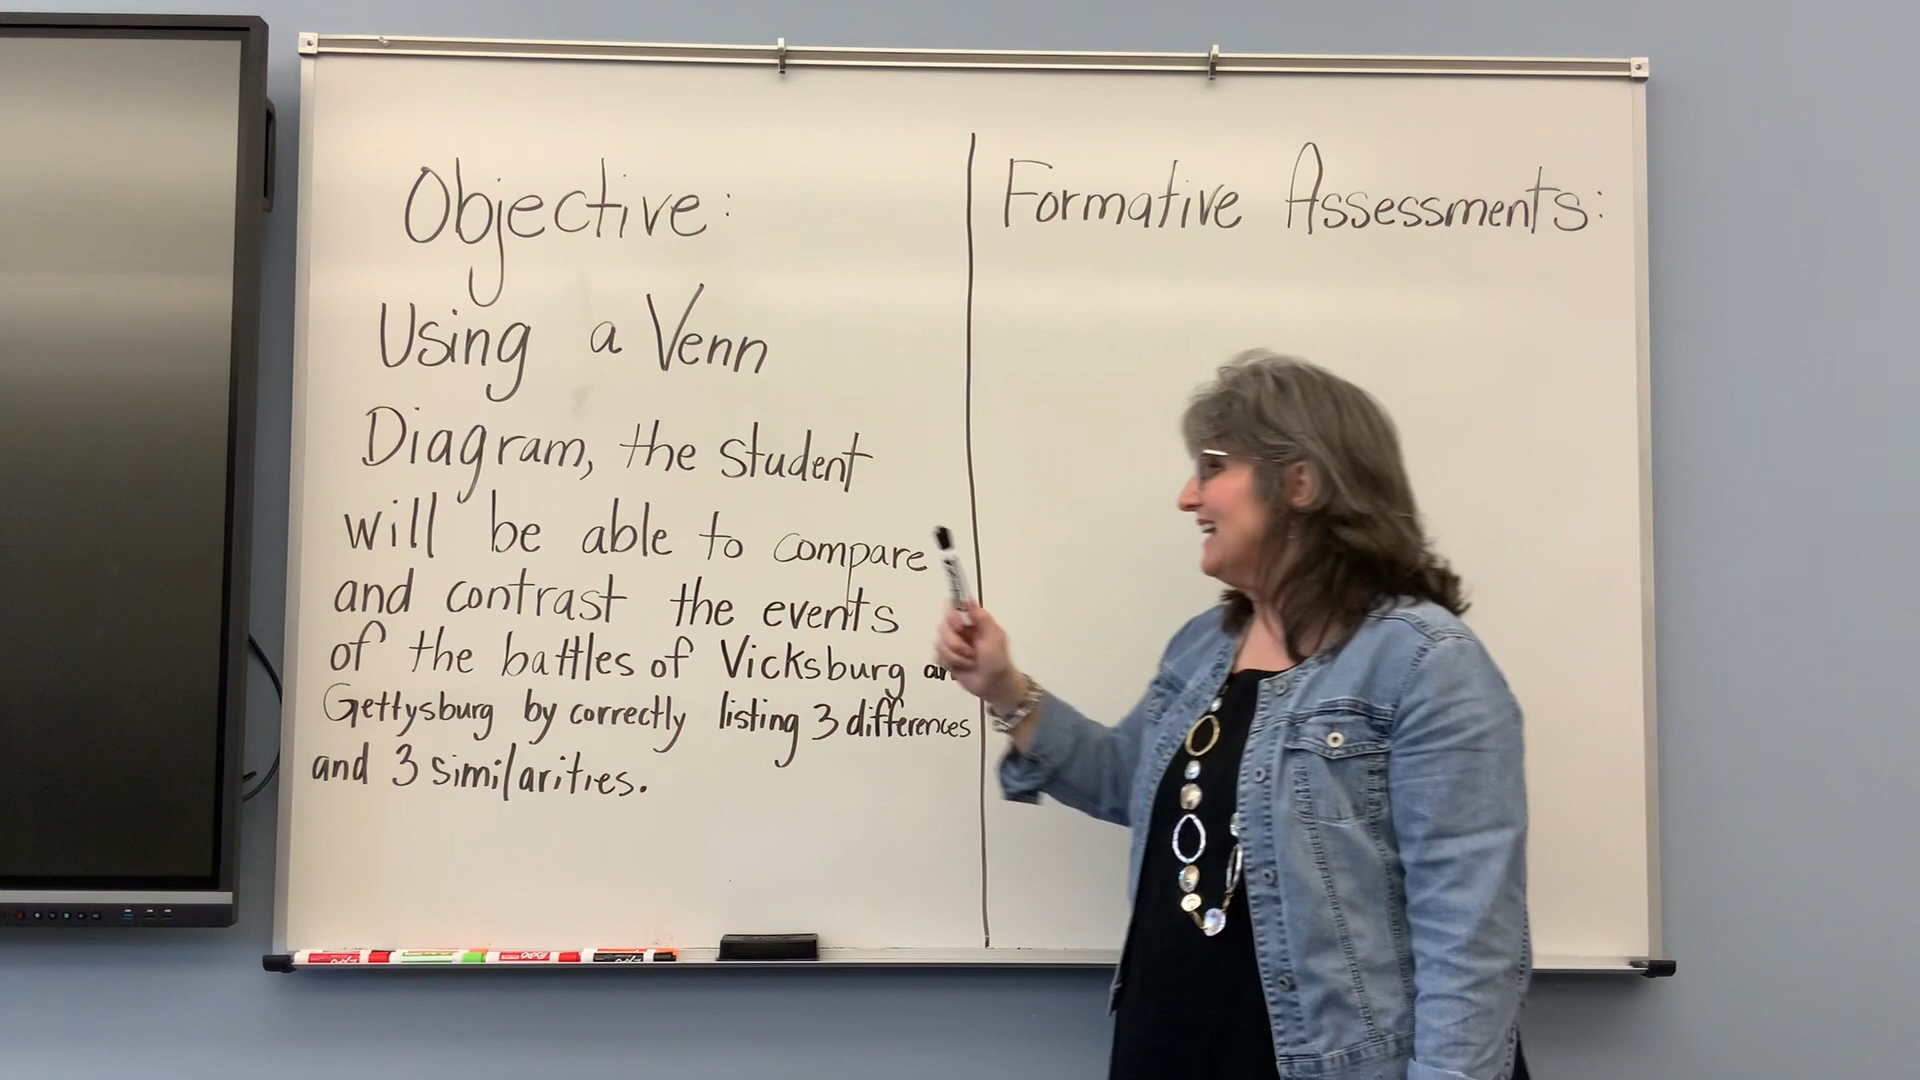 Objective:
Using a Venn
Diagram, the student
will be able to compare
and contrast the events
of the battles of Vicksburg
Gettysburg by correctly listing 3 differences
and 3 similarities.
Formative Assessments: